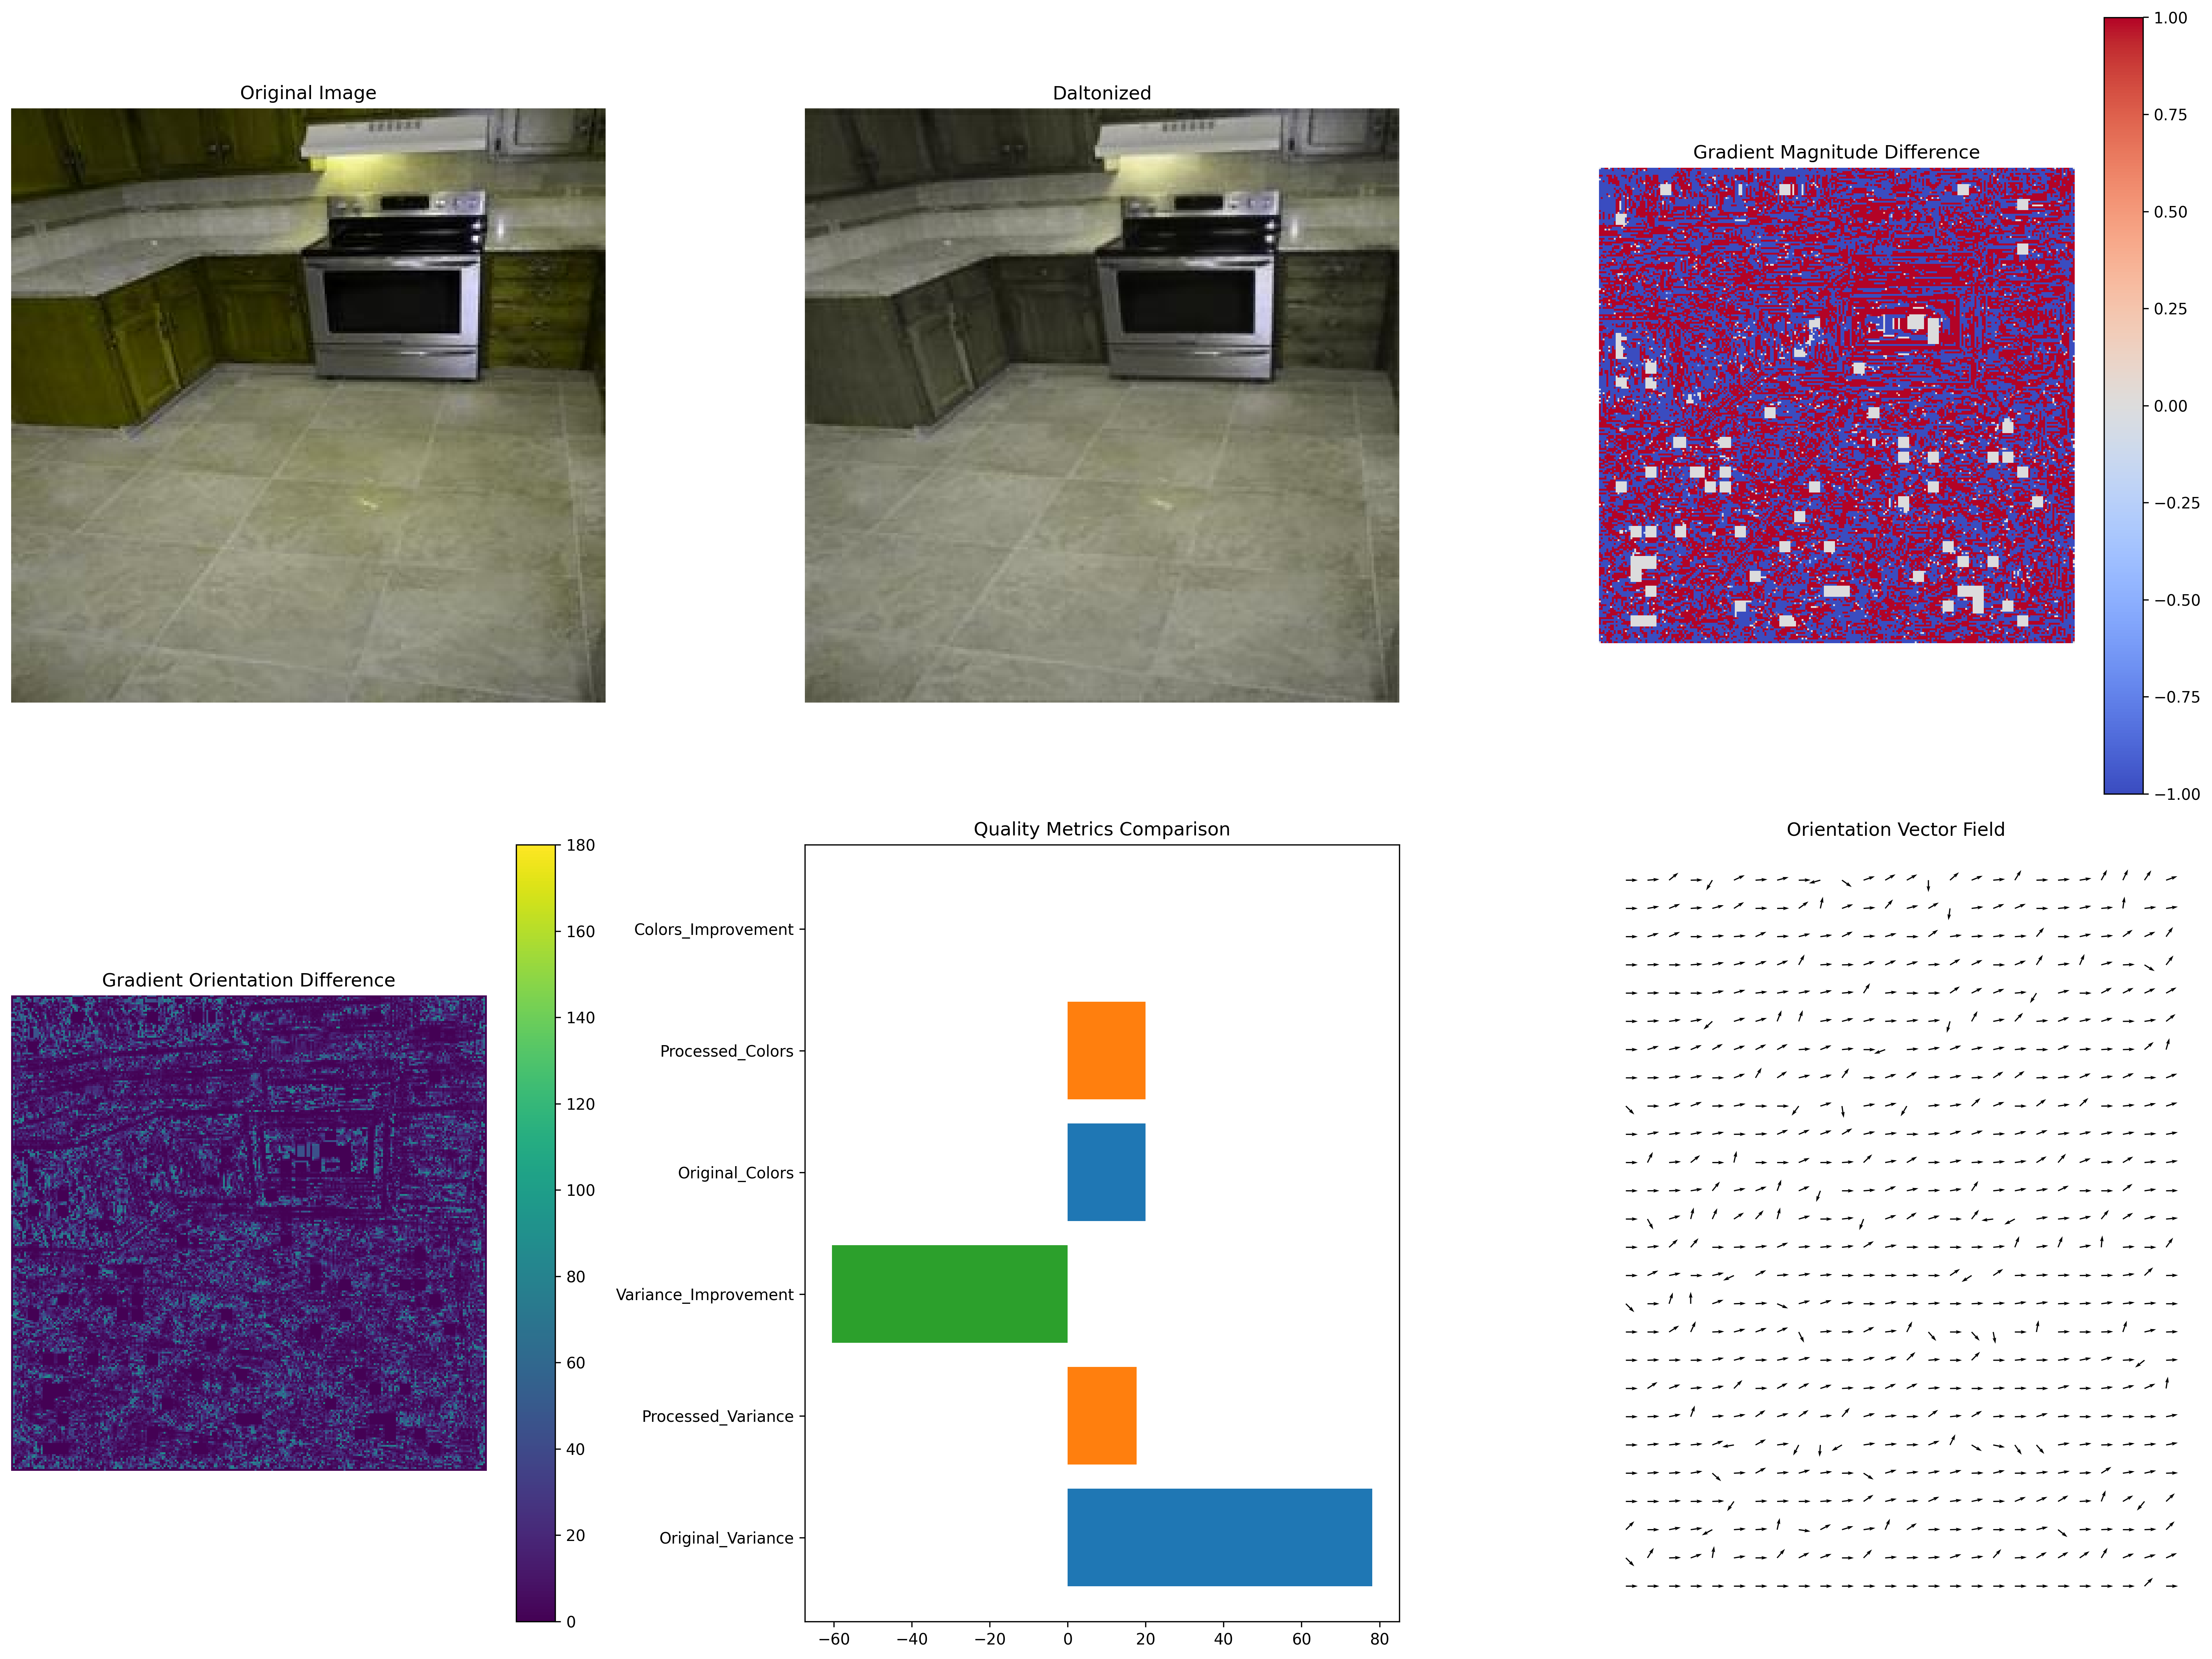 Original Image
Daltonized
Gradient Magnitude Difference
1.00
0.75
0.50
0.25
0.00
−0.25
−0.50
−0.75
−1.00
Gradient Orientation Difference
180
160
140
120
100
80
60
40
20
0
Quality Metrics Comparison
Colors_Improvement
Processed_Colors
Original_Colors
Variance_Improvement
Processed_Variance
Original_Variance
−60 −40 −20 0 20 40 60 80
Orientation Vector Field